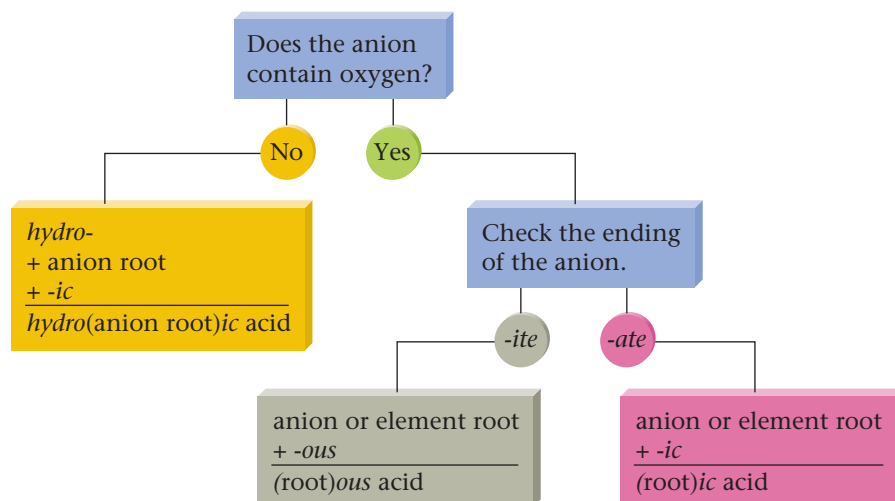 Does the anion
contain oxygen?
No
Yes
hydro-
+ anion root
+ -ic
hydro(anion root)ic acid
Check the ending
of the anion.
-ite
-ate
anion or element root
+ -ous
(root)ous acid
anion or element root
+ -ic
(root)ic acid